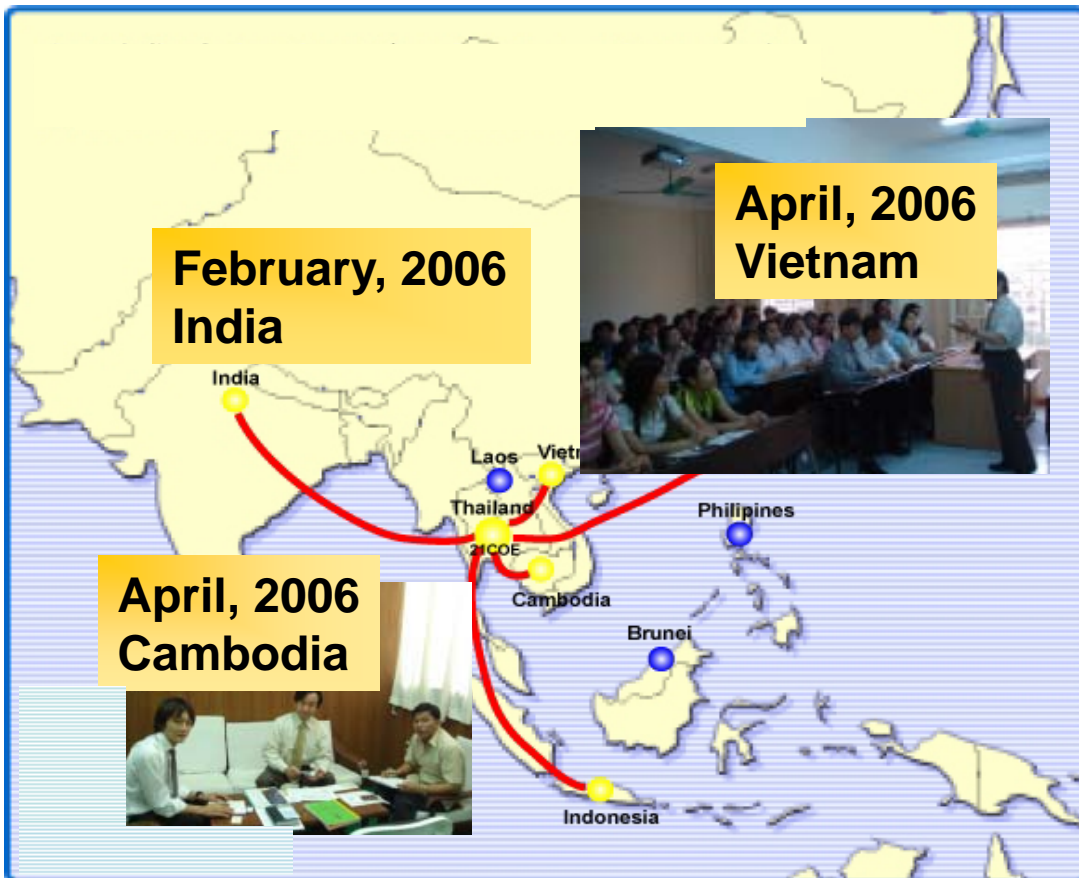 April, 2006
Vietnam
February, 2006
India
India
Laos
Thailand
21COE
Philipines
April, 2006
Cambodia
Cambodia
Brunei
Indonesia